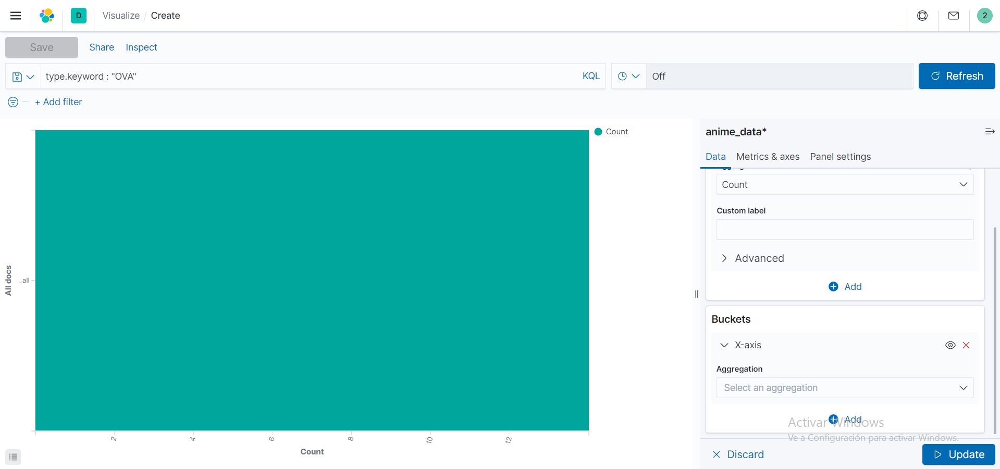 D
Visualize / Create
2
Save
Share
Inspect
type.keyword : "OVA"
KQL
Off
Refresh
+ Add filter
Count
All docs
_all
2
4
6
8
10
12
Count
anime_data*
Data
Metrics & axes
Panel settings
Count
Custom label
Advanced
Add
Buckets
X-axis
Aggregation
Select an aggregation
Add
Activar Windows
Ve a Configuración para activar Windows.
Discard
Update